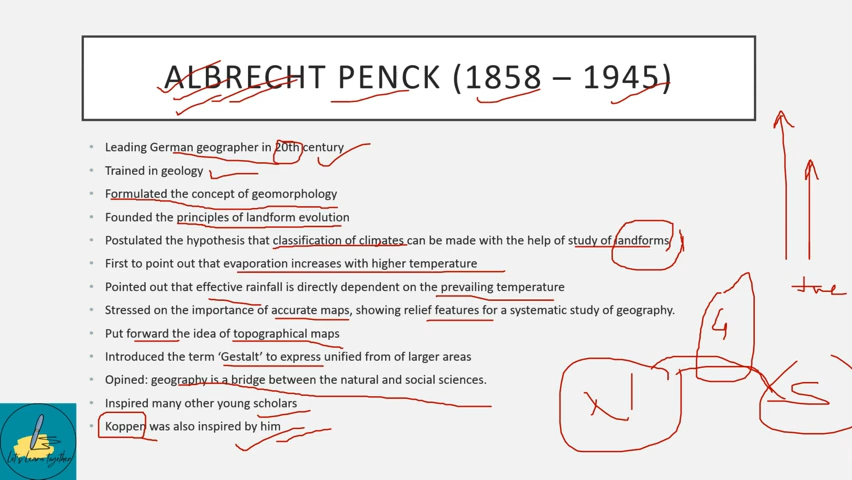 ALBRECHT PENCK (1858 – 1945)
• Leading German geographer in 20th century
• Trained in geology
• Formulated the concept of geomorphology
• Founded the principles of landform evolution
• Postulated the hypothesis that classification of climates can be made with the help of study of landforms
• First to point out that evaporation increases with higher temperature
• Pointed out that effective rainfall is directly dependent on the prevailing temperature
• Stressed on the importance of accurate maps, showing relief features for a systematic study of geography.
• Put forward the idea of topographical maps
• Introduced the term ‘Gestalt’ to express unified from of larger areas
• Opined: geography is a bridge between the natural and social sciences.
• Inspired many other young scholars
• Koppen was also inspired by him
+ve
G
N
S
Let's learn together